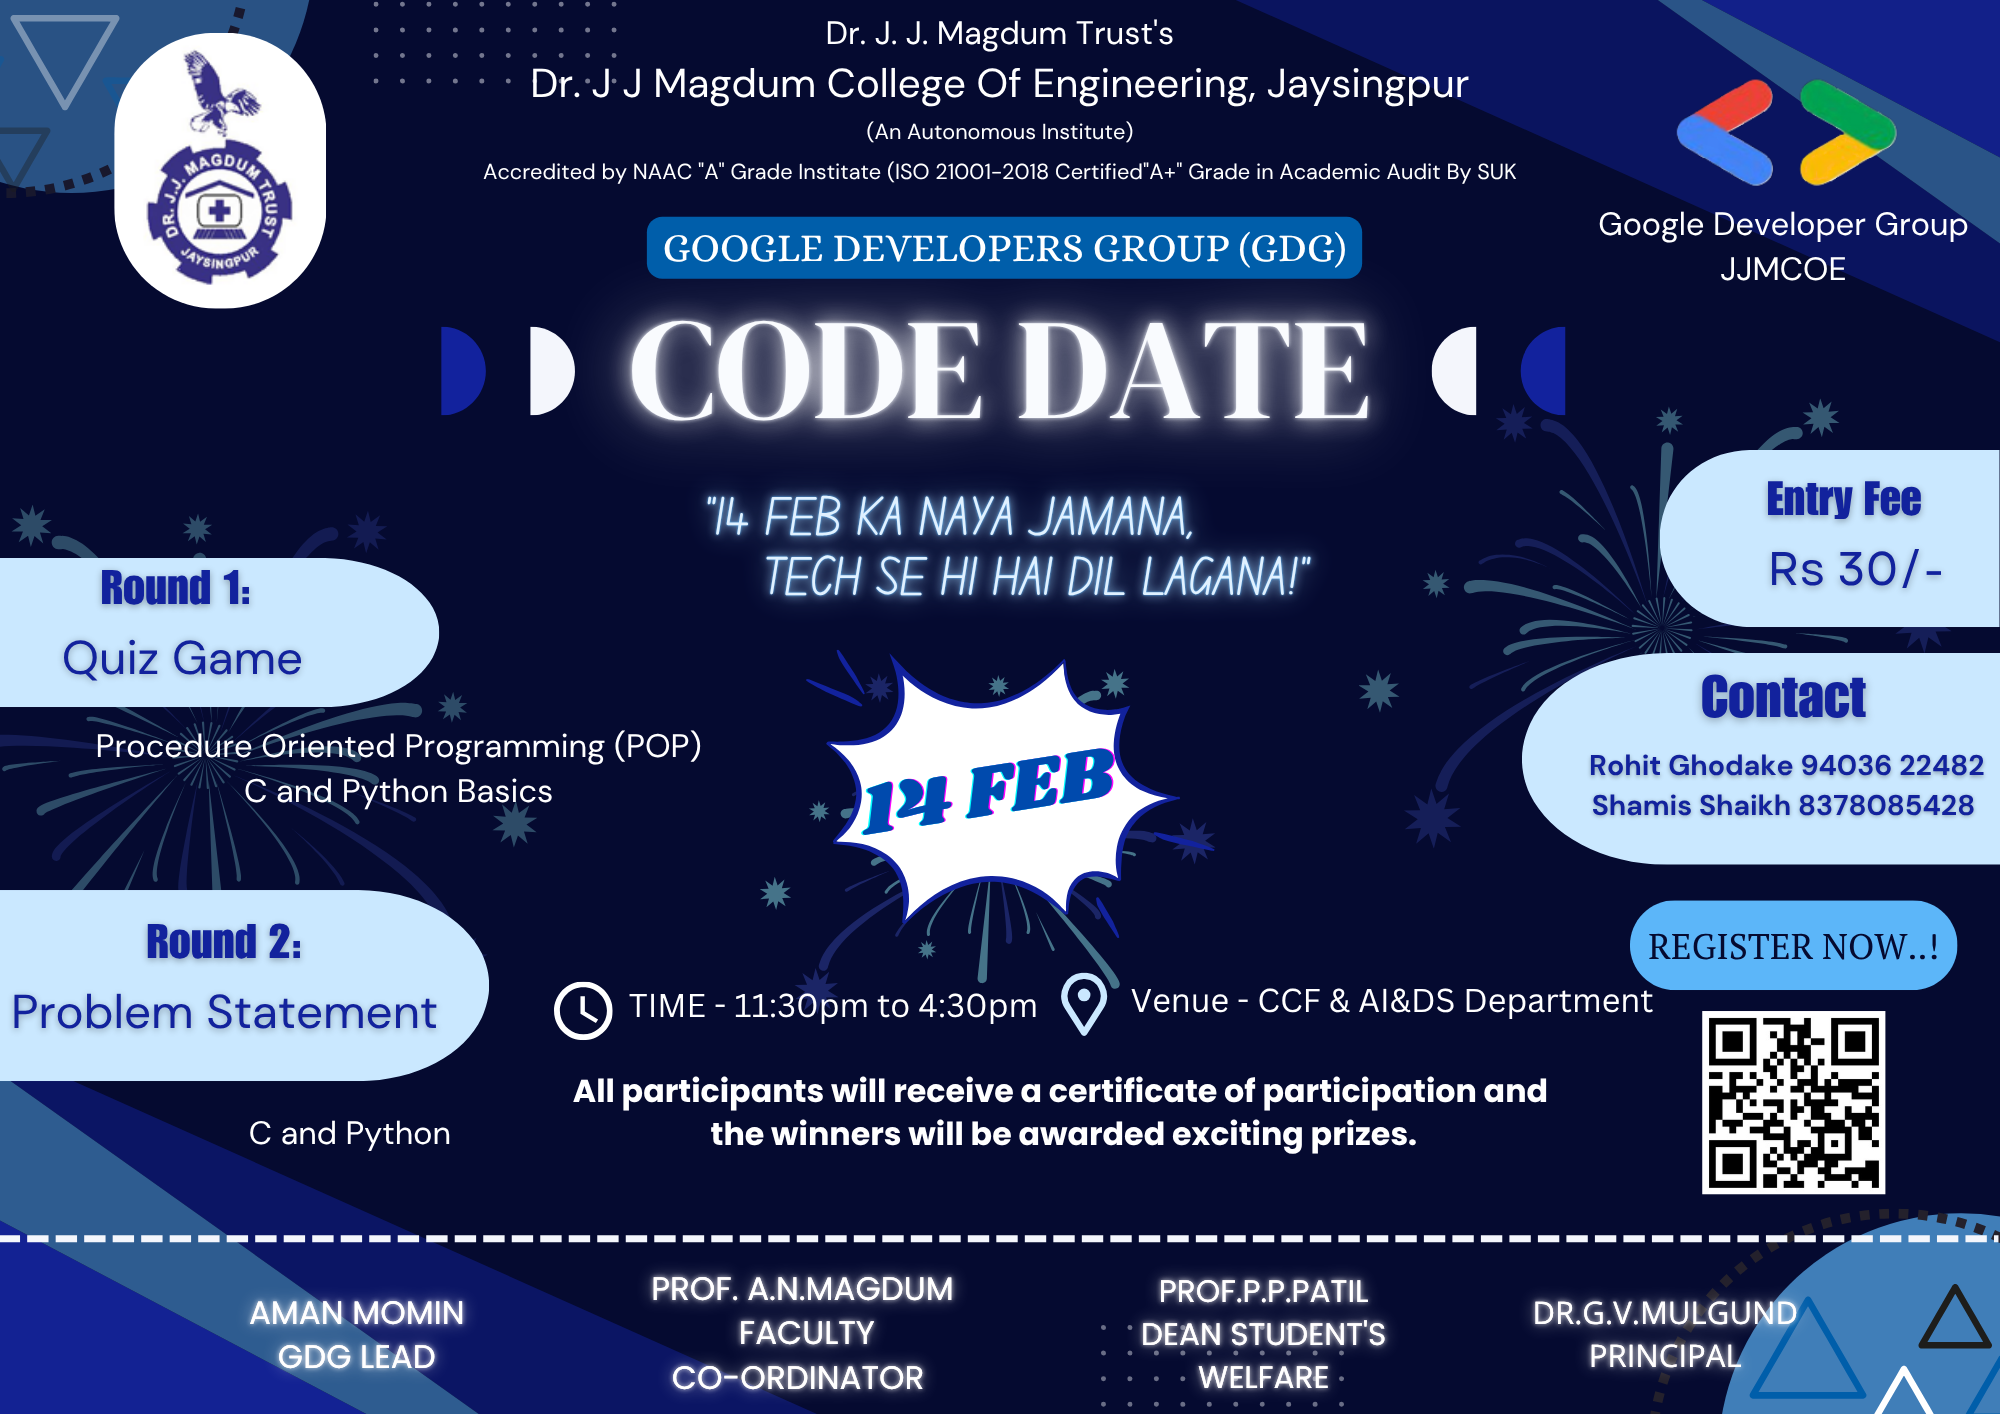 Dr. J. J. Magdum Trust's
Dr. J J Magdum College Of Engineering, Jaysingpur
(An Autonomous Institute)
Accredited by NAAC "A" Grade Institate (ISO 21001-2018 Certified"A+" Grade in Academic Audit By SUK
DR. J.J. MAGDUM TRUST
JAYSINGPUR
Google Developer Group
JJMCOE
GOOGLE DEVELOPERS GROUP (GDG)
CODE DATE
"14 FEB KA NAYA JAMANA,
TECH SE HI HAI DIL LAGANA!"
Entry Fee
Rs 30/-
Round 1:
Quiz Game
Procedure Oriented Programming (POP)
C and Python Basics
14 FEB
Contact
Rohit Ghodake 94036 22482
Shamis Shaikh 8378085428
Round 2:
Problem Statement
C and Python
REGISTER NOW..!
TIME - 11:30pm to 4:30pm
Venue - CCF & AI&DS Department
All participants will receive a certificate of participation and
the winners will be awarded exciting prizes.
AMAN MOMIN
GDG LEAD
PROF. A.N.MAGDUM
FACULTY
CO-ORDINATOR
PROF.P.P.PATIL
DEAN STUDENT'S
WELFARE
DR.G.V.MULGUND
PRINCIPAL